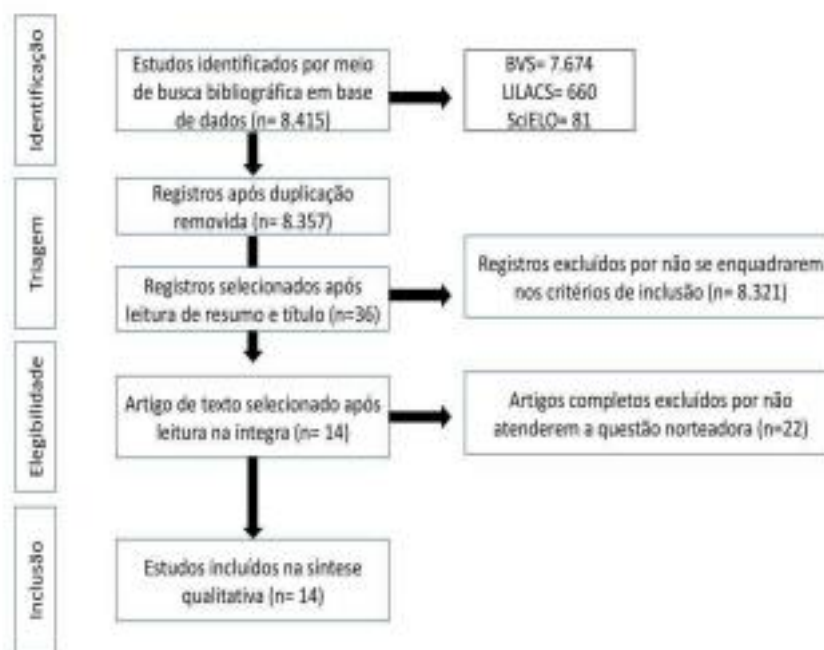 Identificação
Estudos identificados por meio
de busca bibliográfica em base
de dados (n= 8.415)
BVS= 7.674
LILACS= 660
SciELO= 81
Triagem
Registros após duplicação
removida (n= 8.357)
Registros selecionados após
leitura de resumo e título (n=36)
Registros excluídos por não se enquadrarem
nos critérios de inclusão (n= 8.321)
Elegibilidade
Artigo de texto selecionado após
leitura na íntegra (n= 14)
Artigos completos excluídos por não
atenderem a questão norteadora (n=22)
Inclusão
Estudos incluídos na síntese
qualitativa (n= 14)